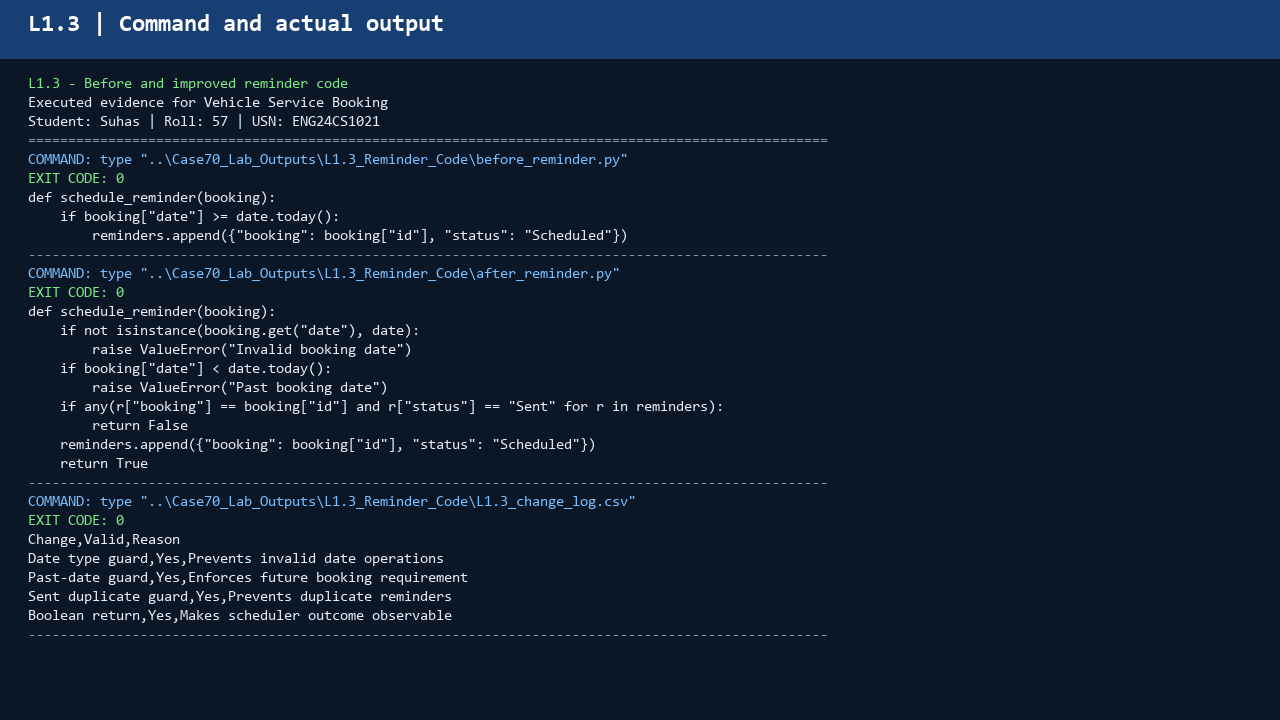 L1.3 | Command and actual output
L1.3 - Before and improved reminder code
Executed evidence for Vehicle Service Booking
Student: Suhas | Roll: 57 | USN: ENG24CS1021
====================================================================================================
COMMAND: type "..\Case70_Lab_Outputs\L1.3_Reminder_Code\before_reminder.py"
EXIT CODE: 0
def schedule_reminder(booking):
    if booking["date"] >= date.today():
        reminders.append({"booking": booking["id"], "status": "Scheduled"})
----------------------------------------------------------------------------------------------------
COMMAND: type "..\Case70_Lab_Outputs\L1.3_Reminder_Code\after_reminder.py"
EXIT CODE: 0
def schedule_reminder(booking):
    if not isinstance(booking.get("date"), date):
        raise ValueError("Invalid booking date")
    if booking["date"] < date.today():
        raise ValueError("Past booking date")
    if any(r["booking"] == booking["id"] and r["status"] == "Sent" for r in reminders):
        return False
    reminders.append({"booking": booking["id"], "status": "Scheduled"})
    return True
----------------------------------------------------------------------------------------------------
COMMAND: type "..\Case70_Lab_Outputs\L1.3_Reminder_Code\L1.3_change_log.csv"
EXIT CODE: 0
Change,Valid,Reason
Date type guard,Yes,Prevents invalid date operations
Past-date guard,Yes,Enforces future booking requirement
Sent duplicate guard,Yes,Prevents duplicate reminders
Boolean return,Yes,Makes scheduler outcome observable
----------------------------------------------------------------------------------------------------